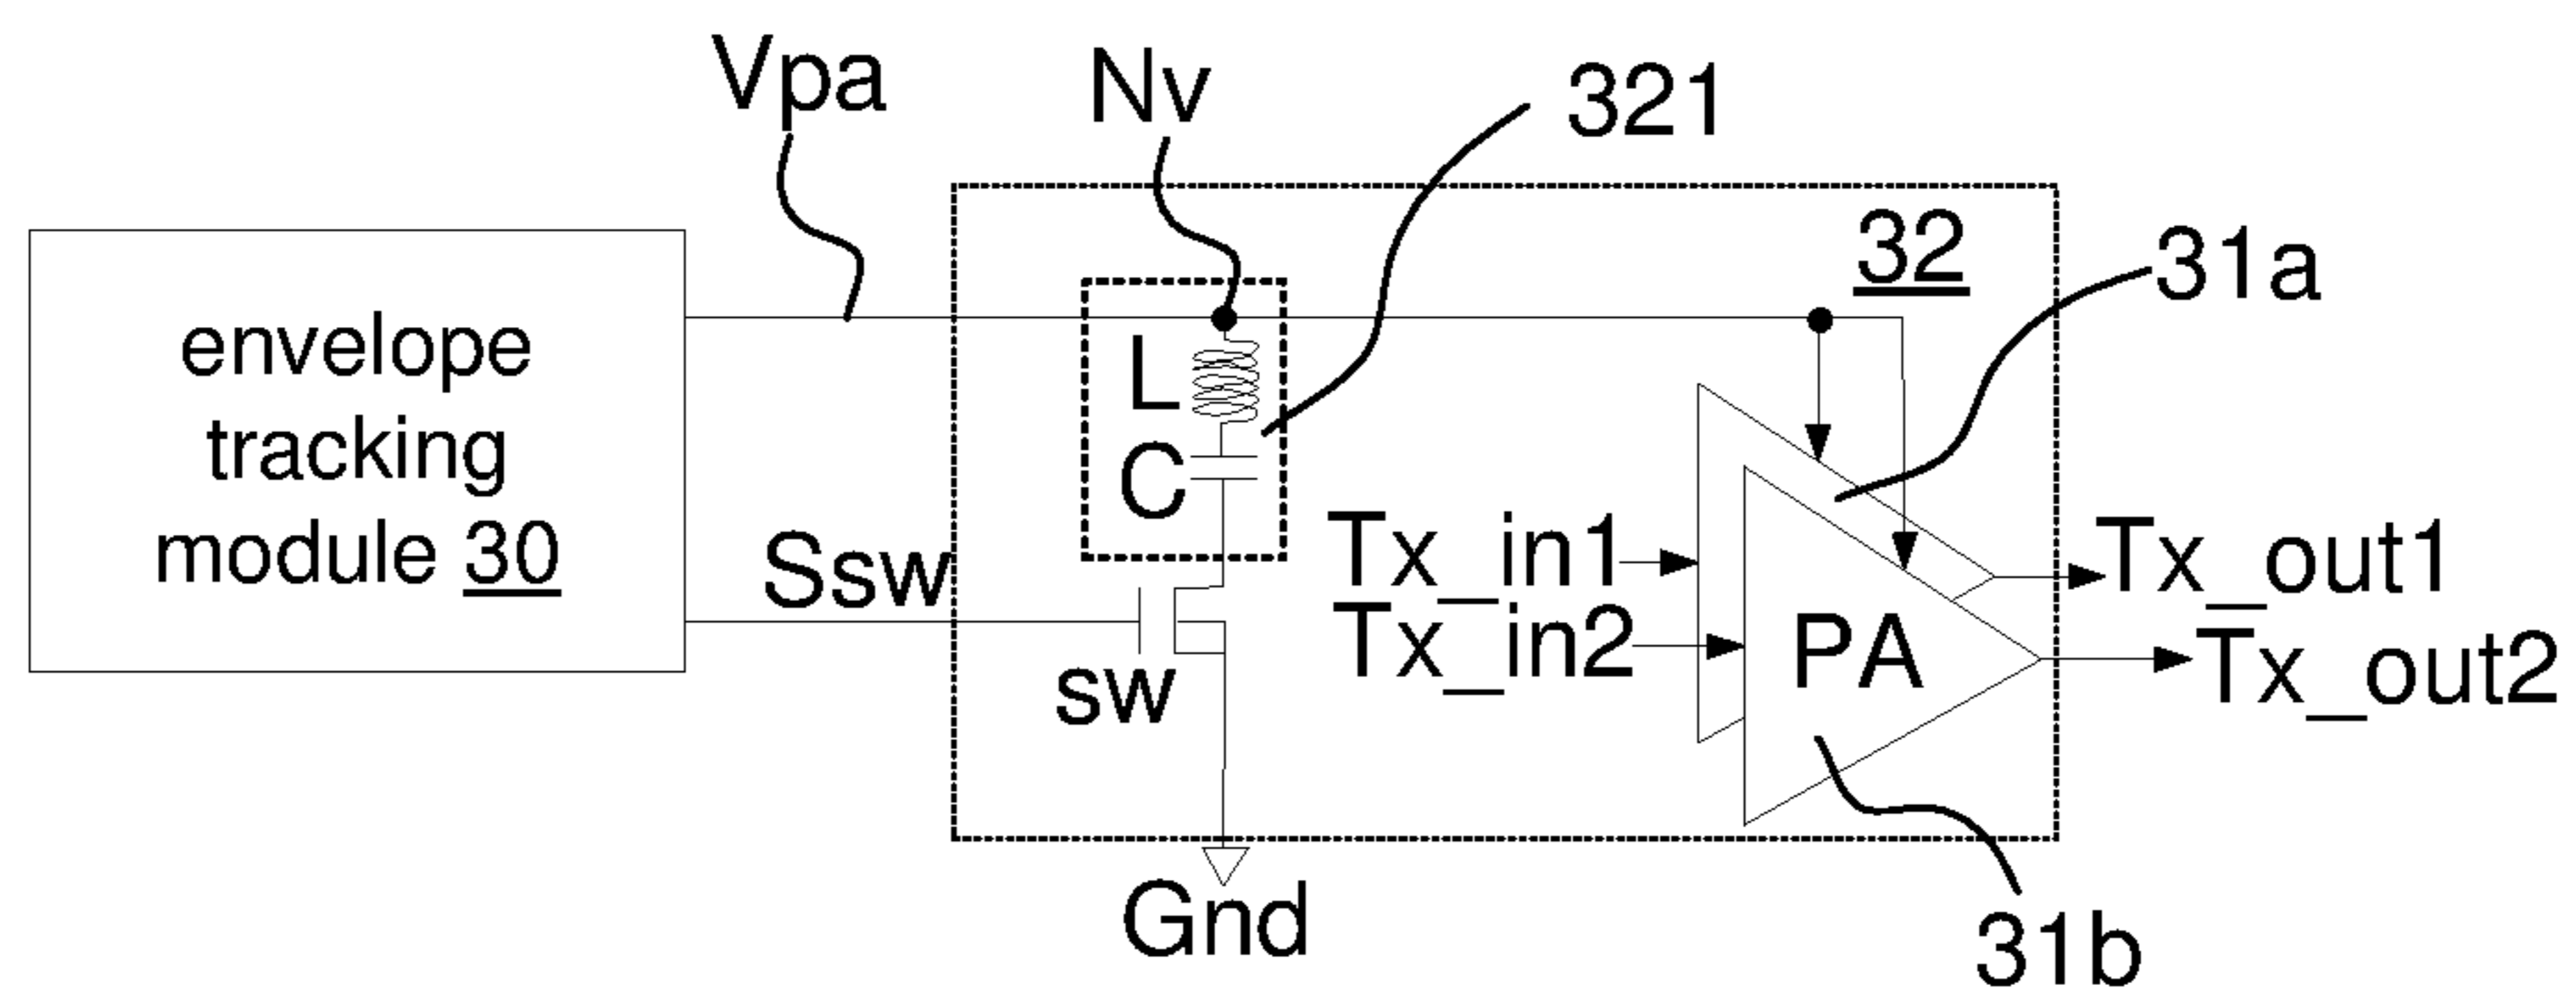 Vpa
Nv
321
32
31a
envelope
tracking
module 30
L
C
Ssw
sw
Tx_in1
Tx_in2
PA
Tx_out1
Tx_out2
Gnd
31b